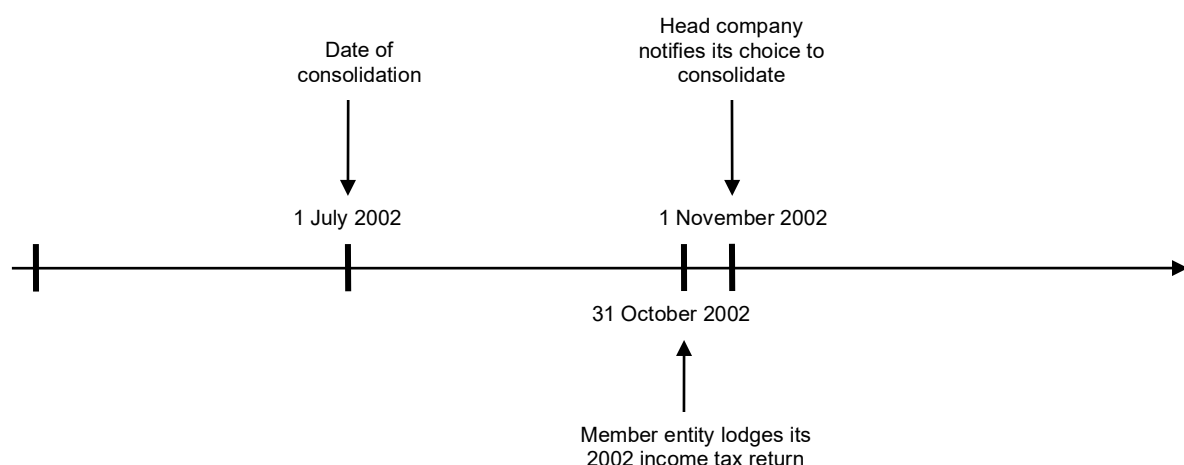 Head company
notifies its choice to
consolidate
Date of
consolidation
1 July 2002
1 November 2002
31 October 2002
Member entity lodges its
2002 income tax return